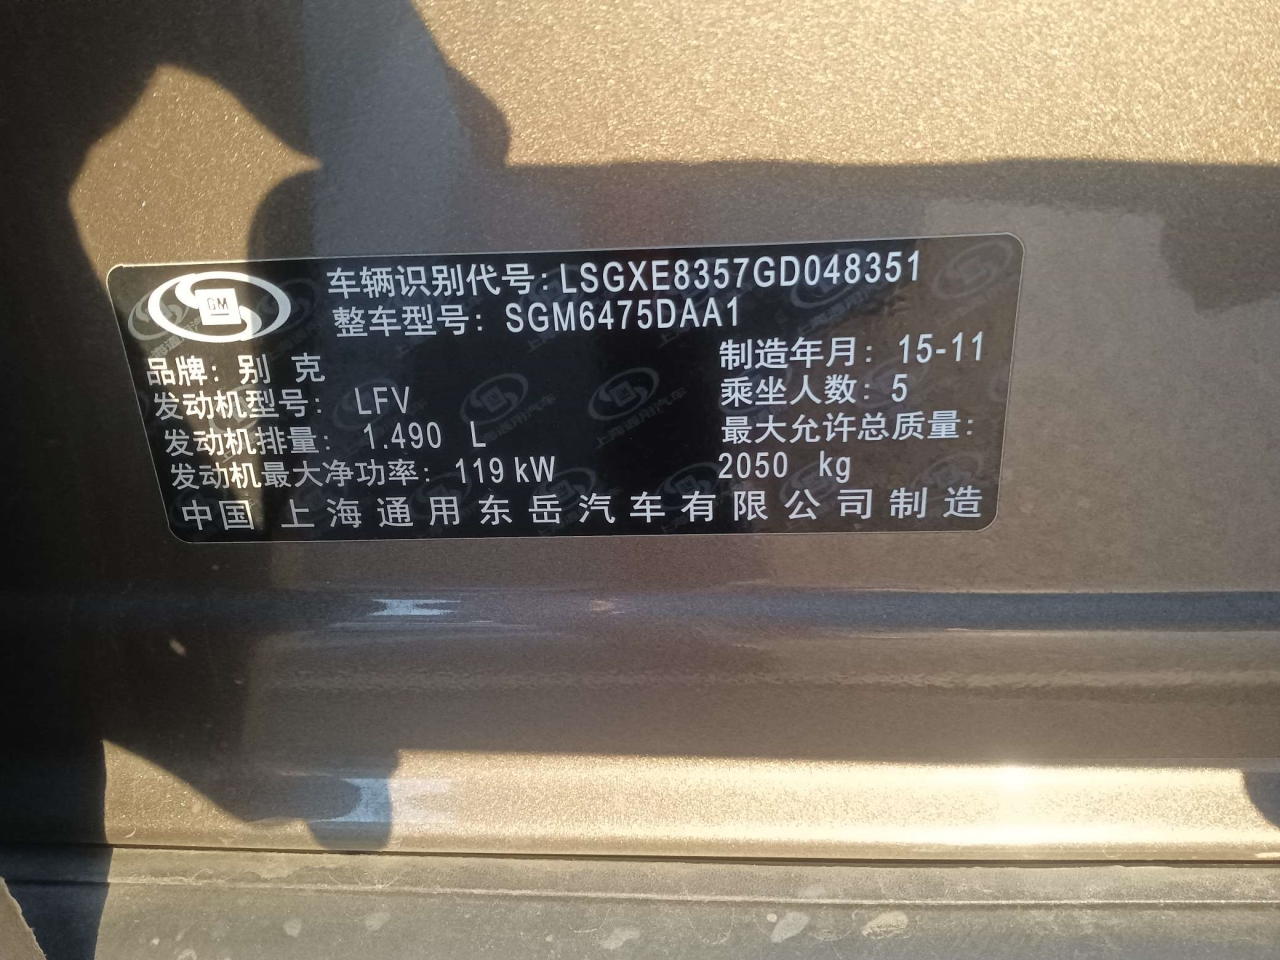 GM
车辆识别代号:LSGXE8357GD048351
整车型号: SGM6475DAA1
品牌: 别 克
制造年月: 15-11
发动机型号: LFV
乘坐人数: 5
发动机排量: 1.490 L
最大允许总质量:
发动机最大净功率: 119 kW
2050 kg
中国 上海通用东岳汽车有限公司制造